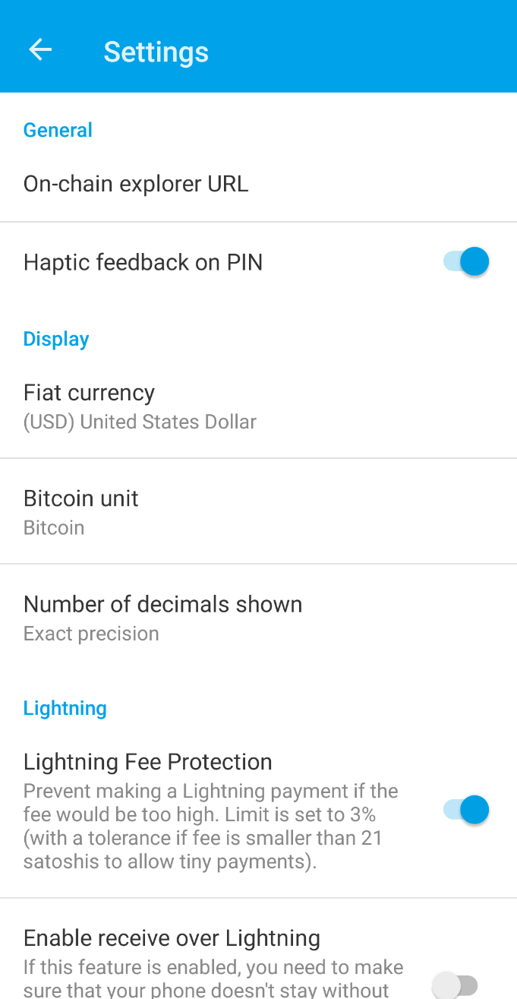 Settings
General
On-chain explorer URL
Haptic feedback on PIN
Display
Fiat currency
(USD) United States Dollar
Bitcoin unit
Bitcoin
Number of decimals shown
Exact precision
Lightning
Lightning Fee Protection
Prevent making a Lightning payment if the
fee would be too high. Limit is set to 3%
(with a tolerance if fee is smaller than 21
satoshis to allow tiny payments).
Enable receive over Lightning
If this feature is enabled, you need to make
sure that your phone doesn't stay without